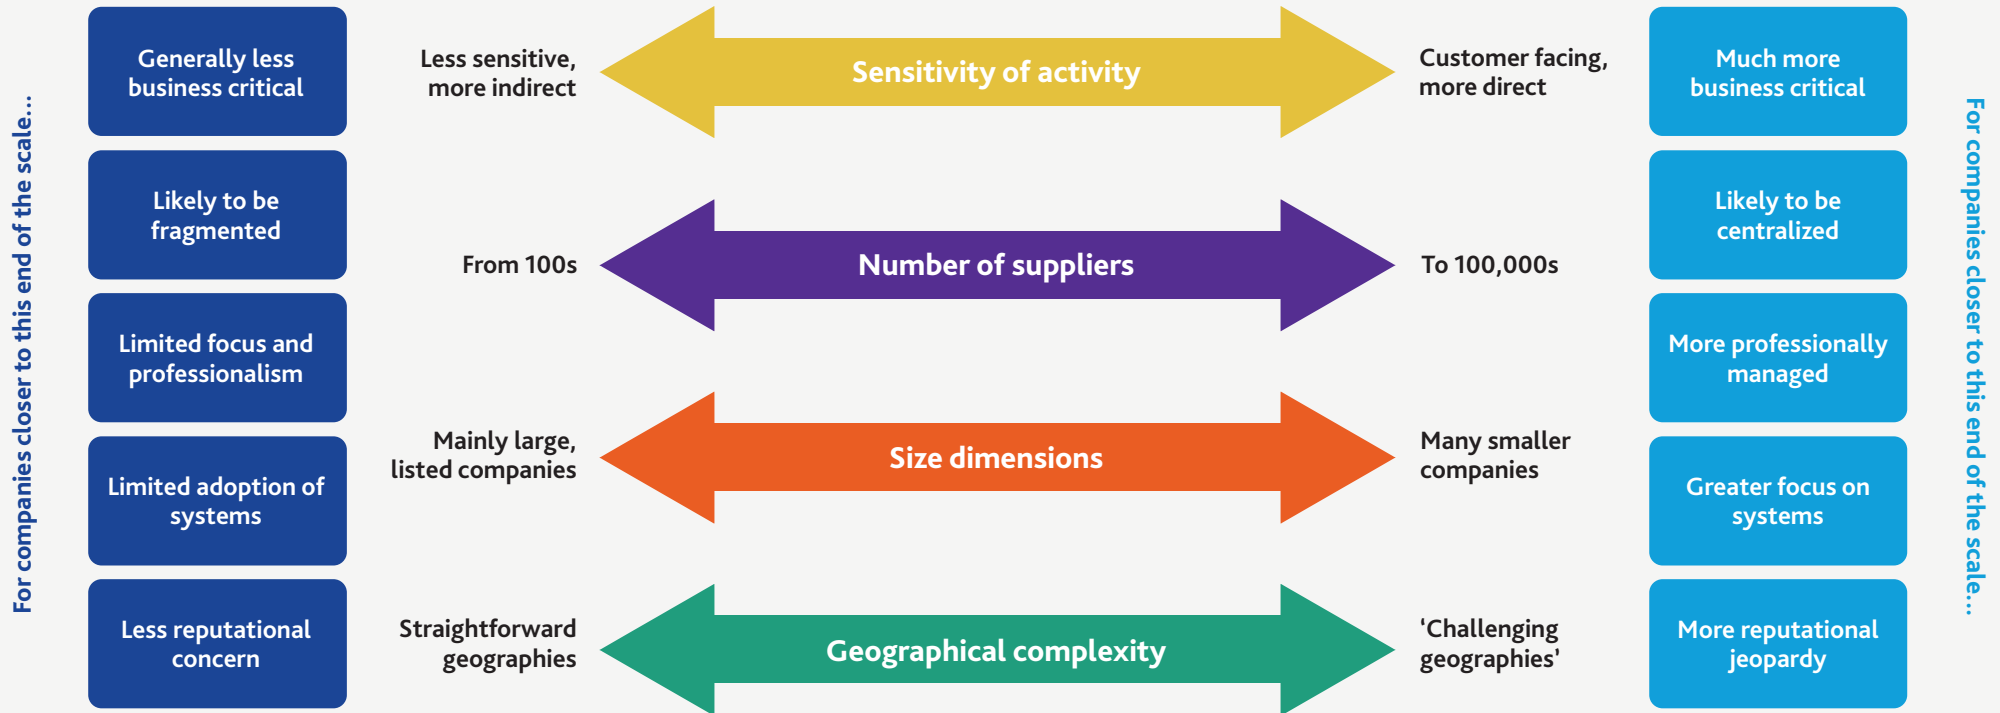 For companies closer to this end of the scale...
Generally less
business critical
Likely to be
fragmented
Limited focus and
professionalism
Limited adoption of
systems
Less reputational
concern
Less sensitive,
more indirect
Sensitivity of activity
Customer facing,
more direct
From 100s
Number of suppliers
To 100,000s
Mainly large,
listed companies
Size dimensions
Many smaller
companies
Straightforward
geographies
Geographical complexity
‘Challenging
geographies’
Much more
business critical
Likely to be
centralized
More professionally
managed
Greater focus on
systems
More reputational
jeopardy
For companies closer to this end of the scale...